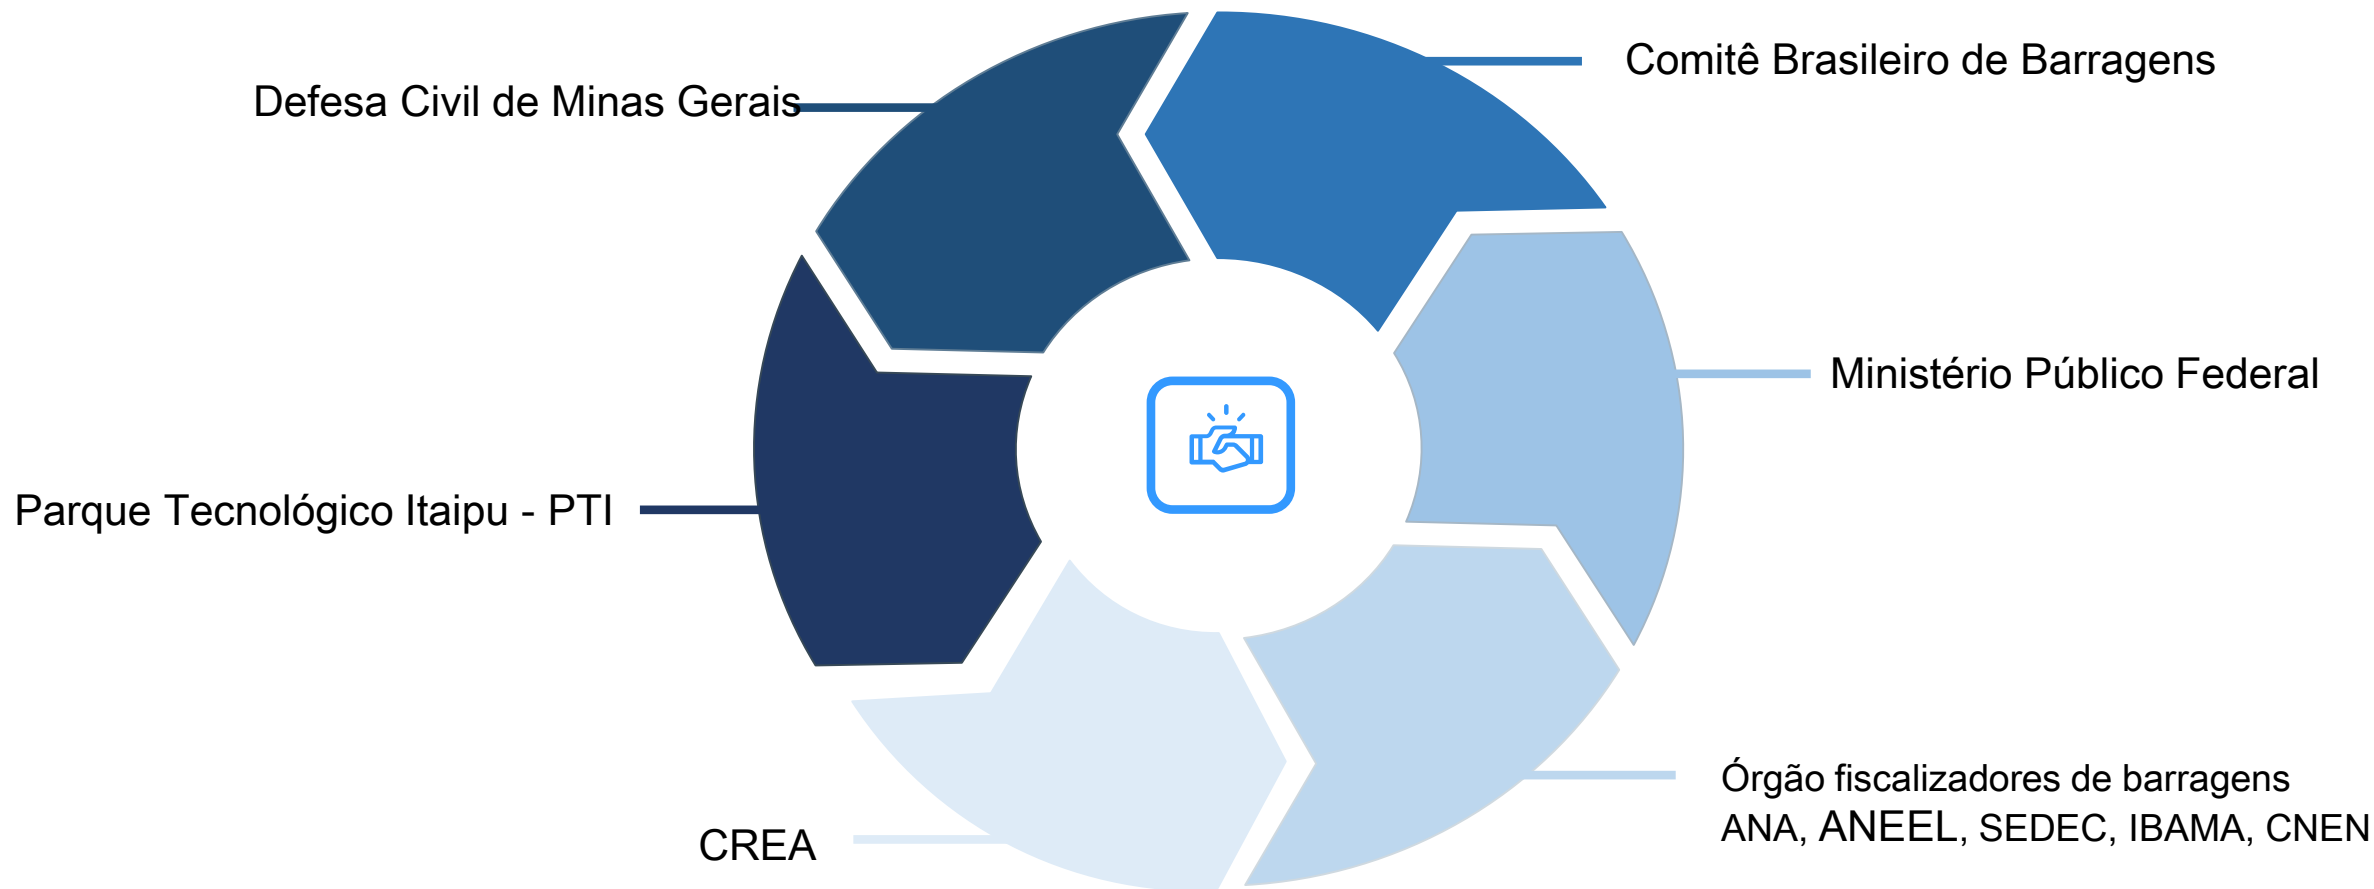 Comitê Brasileiro de Barragens
Defesa Civil de Minas Gerais
Ministério Público Federal
Parque Tecnológico Itaipu - PTI
Órgão fiscalizadores de barragens
ANA, ANEEL, SEDEC, IBAMA, CNEN
CREA